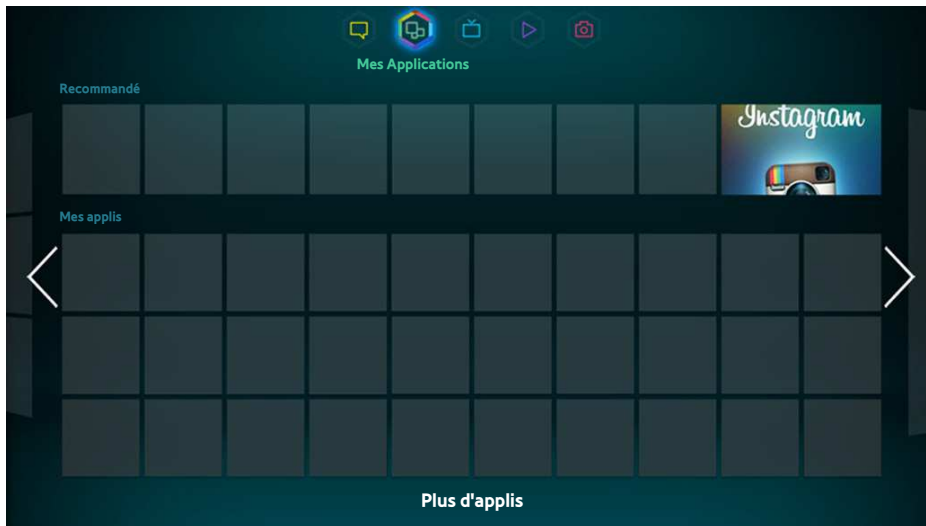 Mes Applications
Recommandé
Instagram
Mes applis
Plus d'applis